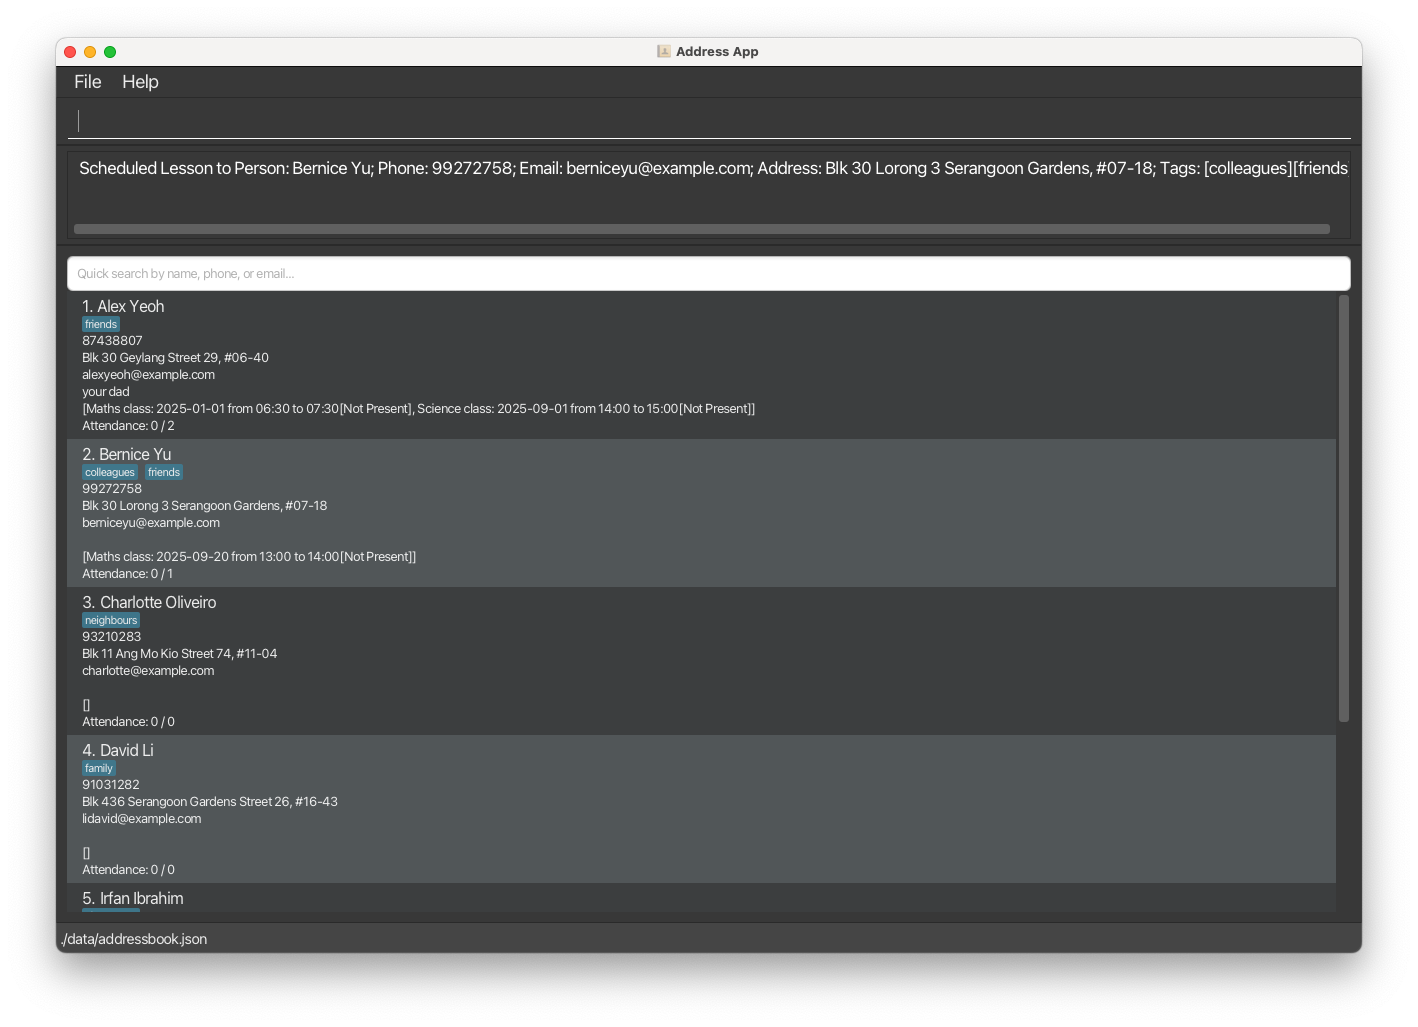 Address App
File Help
Scheduled Lesson to Person: Bernice Yu; Phone: 99272758; Email: berniceyu@example.com; Address: Blk 30 Lorong 3 Serangoon Gardens, #07-18; Tags: [colleagues][friends
Quick search by name, phone, or email...
1. Alex Yeoh
friends
87438807
Blk 30 Geylang Street 29, #06-40
alexyeoh@example.com
your dad
[Maths class: 2025-01-01 from 06:30 to 07:30[Not Present], Science class: 2025-09-01 from 14:00 to 15:00[Not Present]]
Attendance: 0 / 2
2. Bernice Yu
colleagues friends
99272758
Blk 30 Lorong 3 Serangoon Gardens, #07-18
berniceyu@example.com
[Maths class: 2025-09-20 from 13:00 to 14:00[Not Present]]
Attendance: 0 / 1
3. Charlotte Oliveiro
neighbours
93210283
Blk 11 Ang Mo Kio Street 74, #11-04
charlotte@example.com
[]
Attendance: 0 / 0
4. David Li
family
91031282
Blk 436 Serangoon Gardens Street 26, #16-43
lidavid@example.com
[]
Attendance: 0 / 0
5. Irfan Ibrahim
./data/addressbook.json